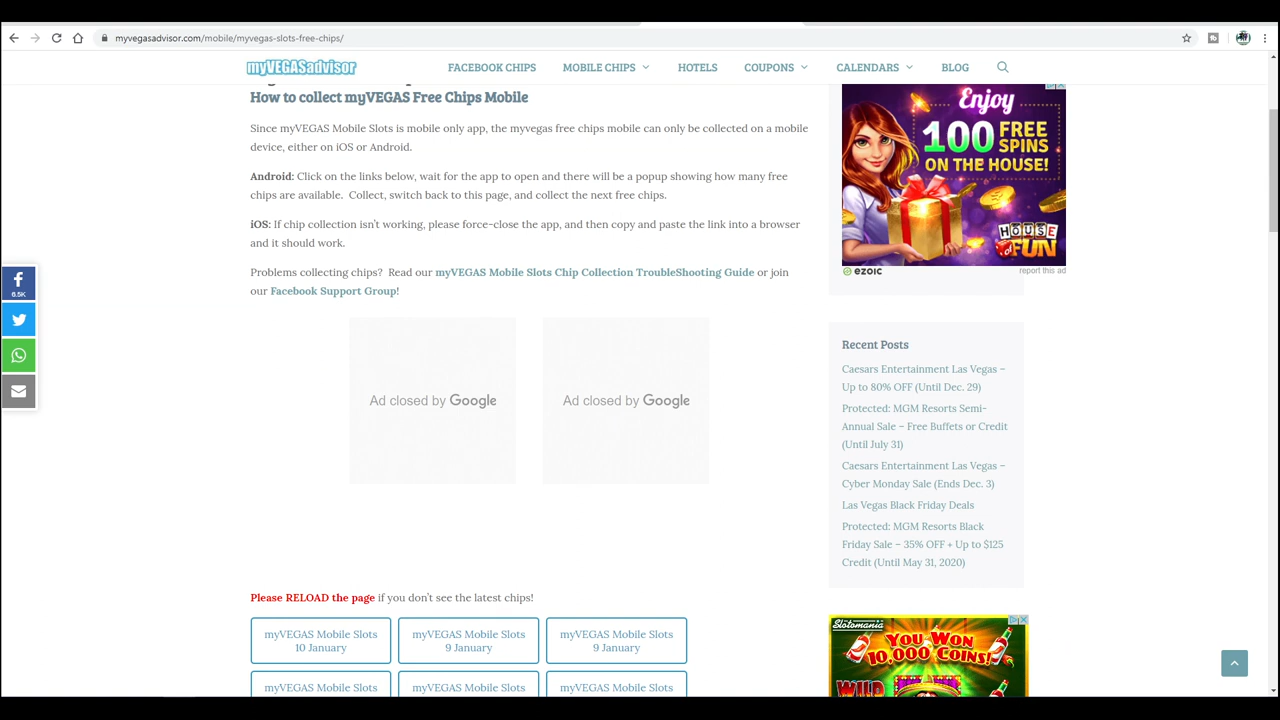 myvegasadvisor.com/mobile/myvegas-slots-free-chips/
myVEGASadvisor
FACEBOOK CHIPS
MOBILE CHIPS
HOTELS
COUPONS
CALENDARS
BLOG
How to collect myVEGAS Free Chips Mobile
Since myVEGAS Mobile Slots is mobile only app, the myvegas free chips mobile can only be collected on a mobile
device, either on iOS or Android.
Android: Click on the links below, wait for the app to open and there will be a popup showing how many free
chips are available.  Collect, switch back to this page, and collect the next free chips.
iOS: If chip collection isn't working, please force-close the app, and then copy and paste the link into a browser
and it should work.
Problems collecting chips?  Read our myVEGAS Mobile Slots Chip Collection TroubleShooting Guide or join
our Facebook Support Group!
6.5K
Ad closed by Google
Ad closed by Google
Please RELOAD the page if you don't see the latest chips!
myVEGAS Mobile Slots
10 January
myVEGAS Mobile Slots
9 January
myVEGAS Mobile Slots
9 January
myVEGAS Mobile Slots
myVEGAS Mobile Slots
myVEGAS Mobile Slots
Enjoy
100 FREE
SPINS
ON THE HOUSE!
HOUSE
OF FUN
ezoic
report this ad
Recent Posts
Caesars Entertainment Las Vegas –
Up to 80% OFF (Until Dec. 29)
Protected: MGM Resorts Semi-
Annual Sale – Free Buffets or Credit
(Until July 31)
Caesars Entertainment Las Vegas –
Cyber Monday Sale (Ends Dec. 3)
Las Vegas Black Friday Deals
Protected: MGM Resorts Black
Friday Sale – 35% OFF + Up to $125
Credit (Until May 31, 2020)
Slotomania
YOU WON
10,000 COINS!
WILD